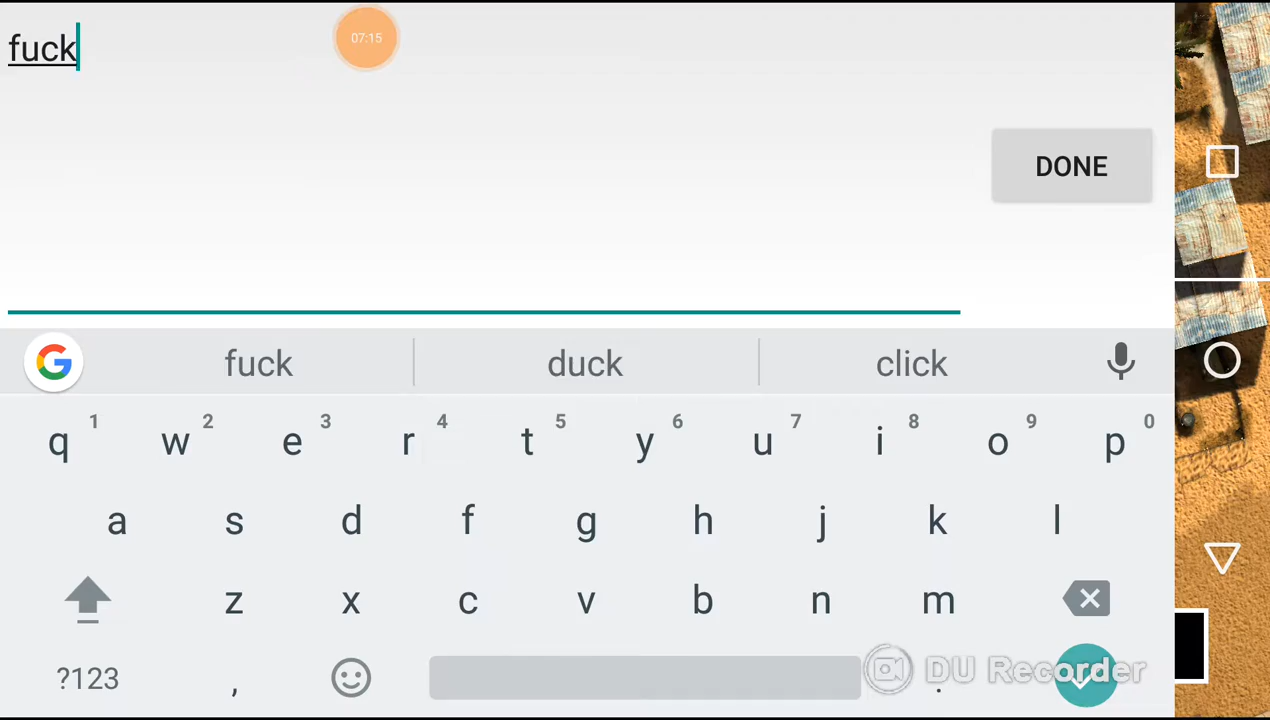 fuck
07:15
DONE
fuck duck click
q 1 w 2 e 3 r 4 t 5 y 6 u 7 i 8 o 9 p 0
a s d f g h j k l
z x c v b n m
?123 , . DU Recorder